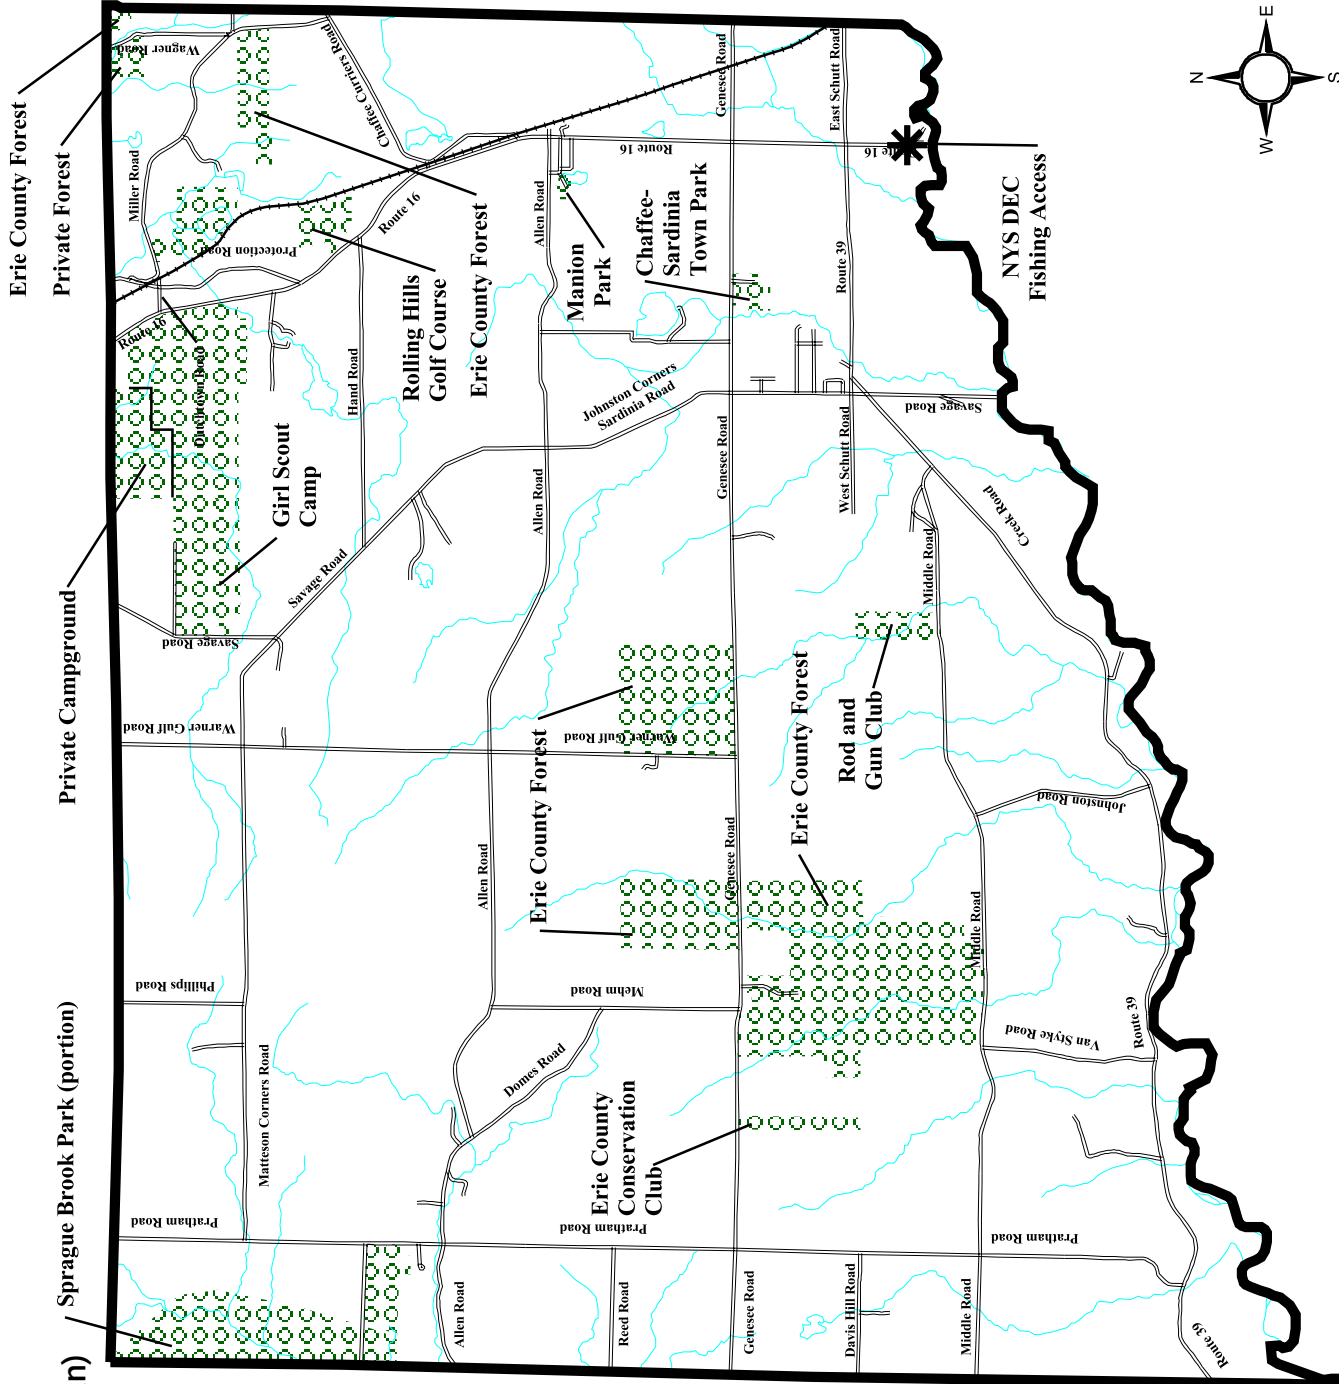 Erie County Forest
Private Forest
Private Campground
Sprague Brook Park (portion)
n)
Wagner Road
Miller Road
Chaffee Curriers Road
Protection Road
Route 16
Route 16
Dutchtown Road
Hand Road
Rolling Hills
Golf Course
Erie County Forest
Girl Scout
Camp
Savage Road
Savage Road
Warner Gulf Road
Phillips Road
Matteson Corners Road
Pratham Road
Genesee Road
East Schutt Road
Route 16
Route 16
Allen Road
Manion
Park
Chaffee-
Sardinia
Town Park
Route 39
NYS DEC
Fishing Access
Johnston Corners
Sardinia Road
Savage Road
Genesee Road
West Schutt Road
Allen Road
Creek Road
Middle Road
Warner Gulf Road
Erie County Forest
Rod and
Gun Club
Erie County Forest
Johnston Road
Allen Road
Genesee Road
Middle Road
Mehm Road
Domes Road
Van Styke Road
Route 39
Erie County
Conservation
Club
Pratham Road
Pratham Road
Allen Road
Reed Road
Genesee Road
Davis Hill Road
Middle Road
Route 39
N
E
S
W